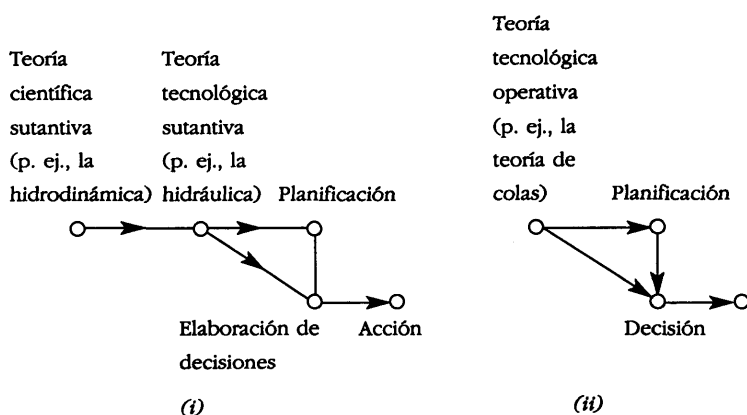 Teoría
científica
sutantiva
(p. ej., la
hidrodinámica)
Teoría
tecnológica
sutantiva
(p. ej., la
hidráulica)
Planificación
Elaboración de
decisiones
Acción
(i)
Teoría
tecnológica
operativa
(p. ej., la
teoría de
colas)
Planificación
Decisión
(ii)